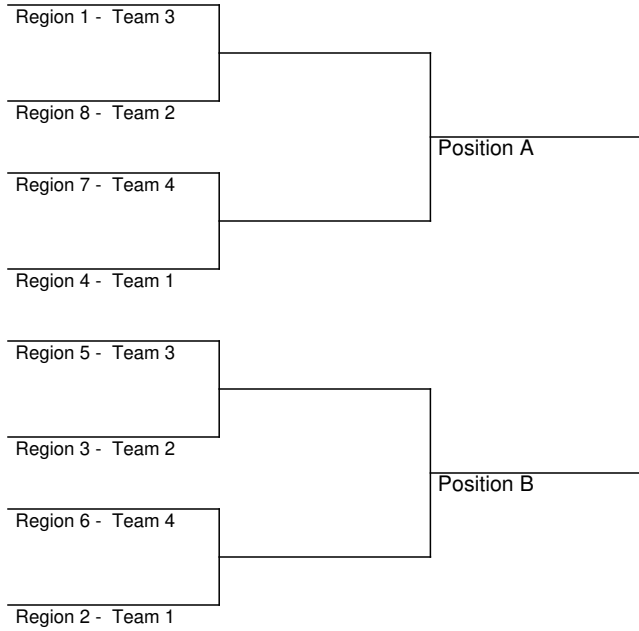 Region 1 - Team 3
Region 8 - Team 2
Position A
Region 7 - Team 4
Region 4 - Team 1
Region 5 - Team 3
Region 3 - Team 2
Position B
Region 6 - Team 4
Region 2 - Team 1